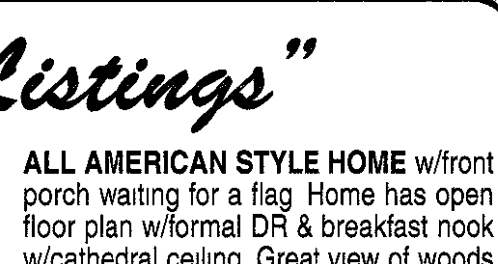 Listings”
ALL AMERICAN STYLE HOME w/front
porch waiting for a flag Home has open
floor plan w/formal DR & breakfast nook
w/cathedral ceiling Great view of woods